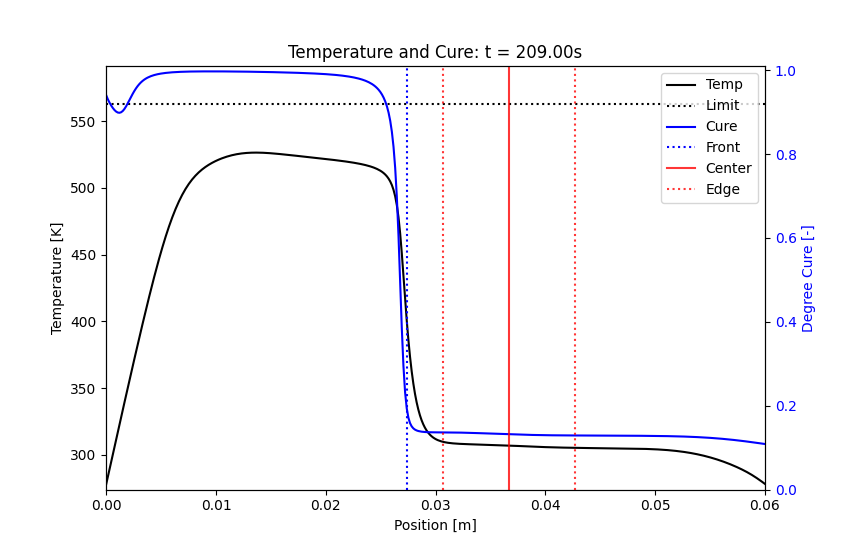 Temperature and Cure: t = 209.00s
Temperature [K]
550
500
450
400
350
300
Temp
Limit
Cure
Front
Center
Edge
1.0
0.8
0.6
0.4
0.2
0.0
Degree Cure [-]
0.00 0.01 0.02 0.03 0.04 0.05 0.06
Position [m]